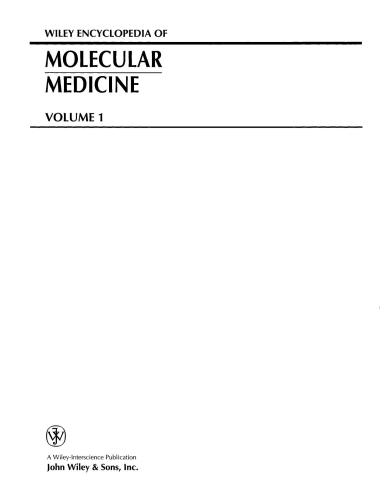 WILEY ENCYCLOPEDIA OF
MOLECULAR
MEDICINE
VOLUME 1
A Wiley-Interscience Publication
John Wiley & Sons, Inc.